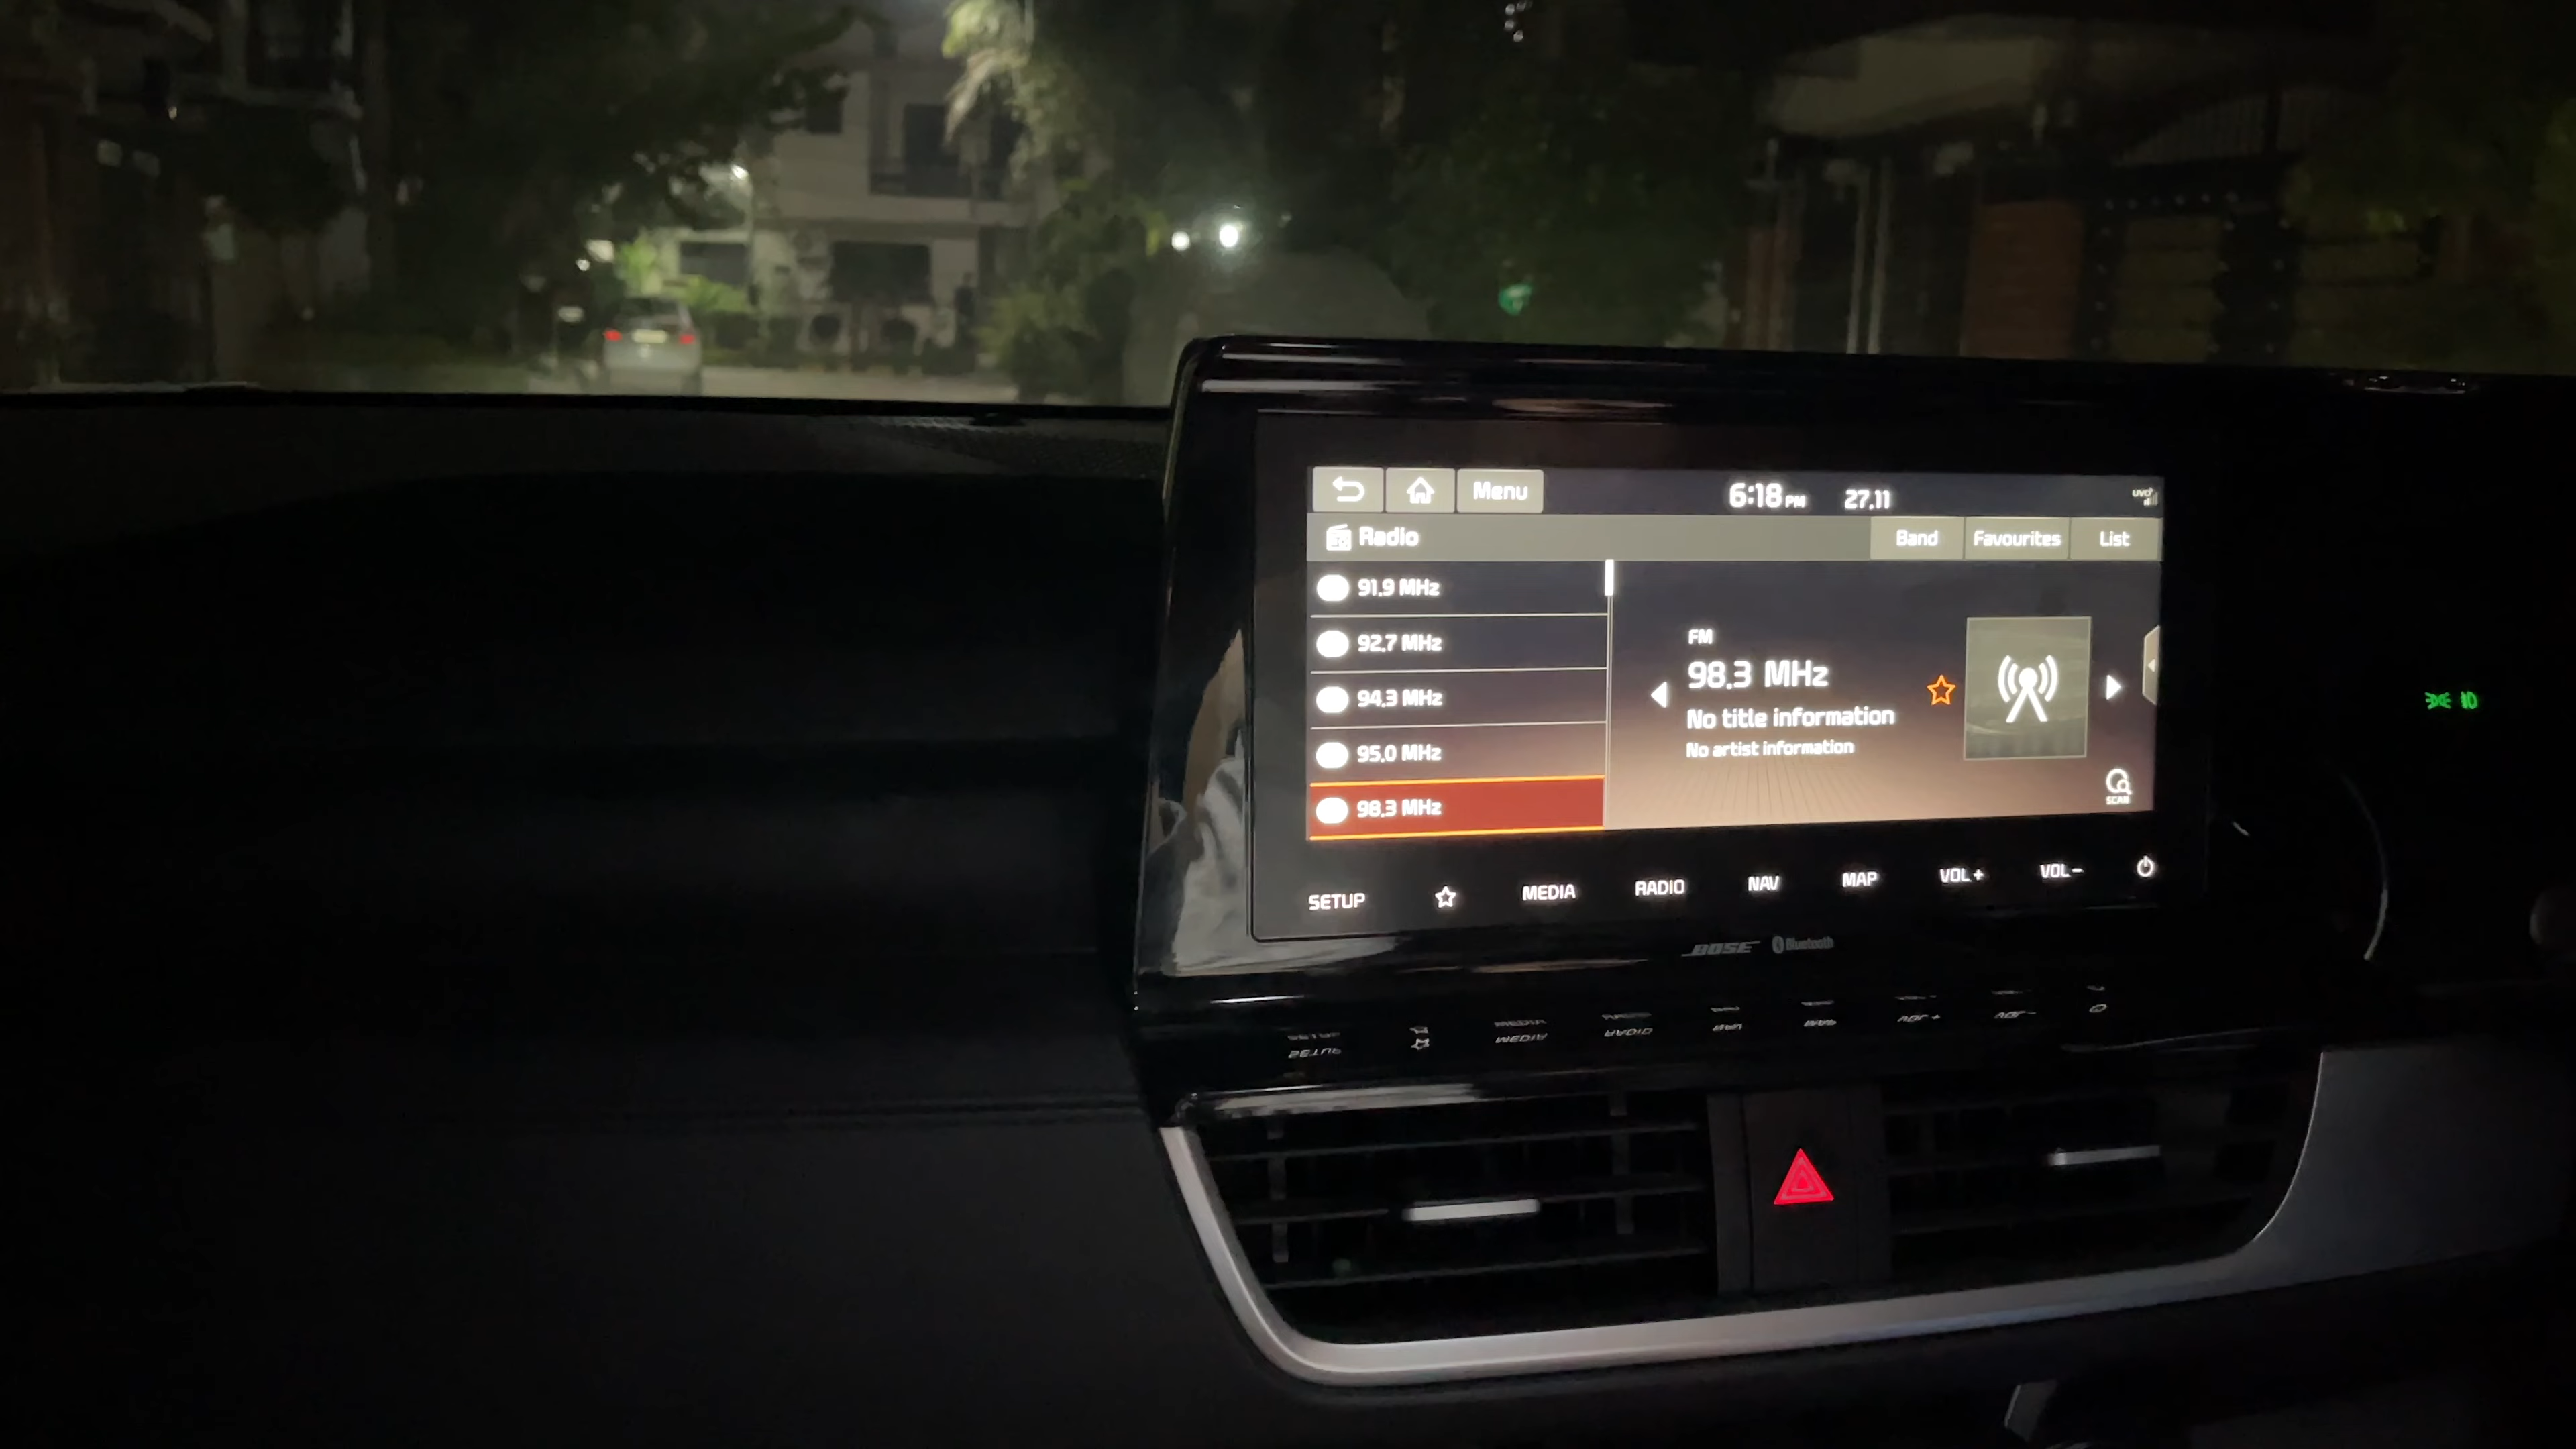 Menu
6:18 PM 27.11
UVO
Radio
Band Favourites List
91.9 MHz
92.7 MHz
94.3 MHz
95.0 MHz
98.3 MHz
FM
98.3 MHz
No title information
No artist information
SCAN
SETUP MEDIA RADIO NAV MAP VOL+ VOL-
BOSE Bluetooth